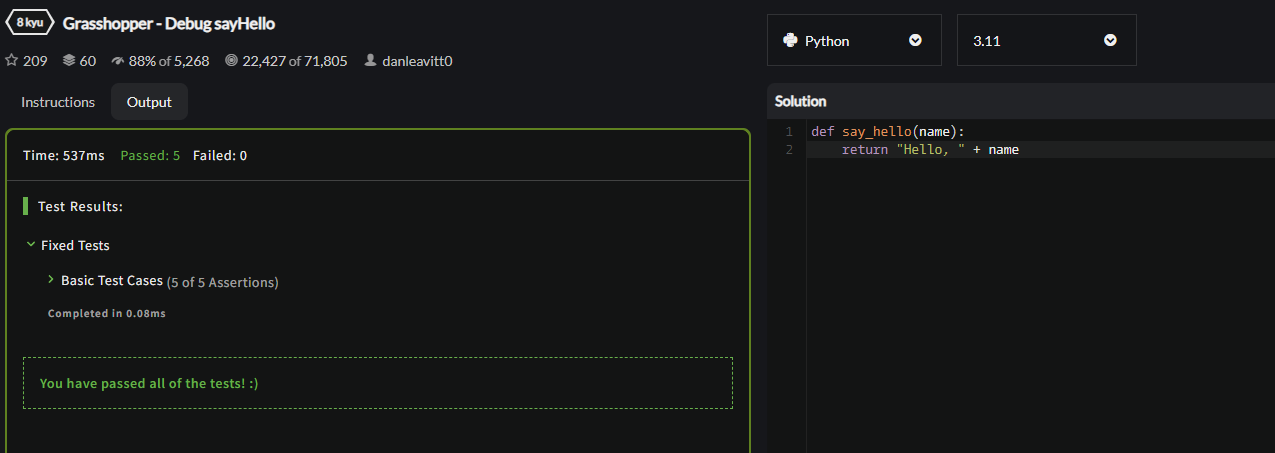 8 kyu Grasshopper - Debug sayHello
209 60 88% of 5,268 22,427 of 71,805 danleavitt0
Instructions Output
Time: 537ms Passed: 5 Failed: 0
Test Results:
Fixed Tests
Basic Test Cases (5 of 5 Assertions)
Completed in 0.08ms
You have passed all of the tests! :)
Python 3.11
Solution
1 def say_hello(name):
2 return "Hello, " + name